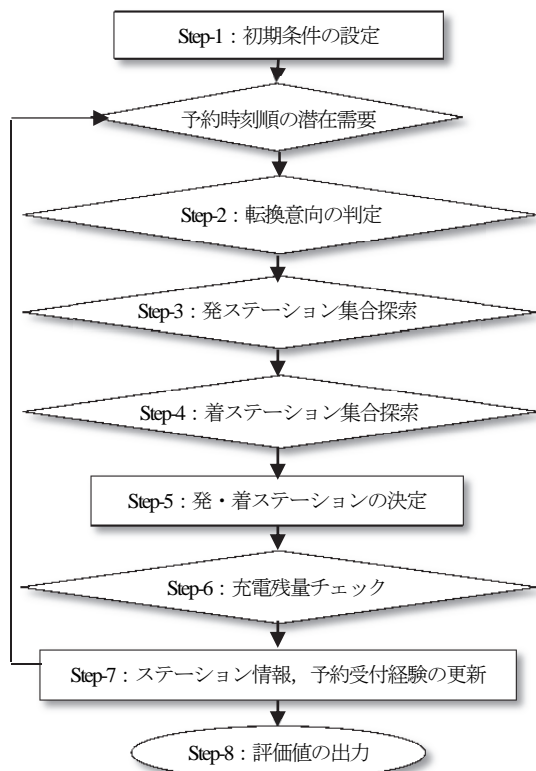 Step-1：初期条件の設定
予約時刻順の潜在需要
Step-2：転換意向の判定
Step-3：発ステーション集合探索
Step-4：着ステーション集合探索
Step-5：発・着ステーションの決定
Step-6：充電残量チェック
Step-7：ステーション情報，予約受付経験の更新
Step-8：評価値の出力